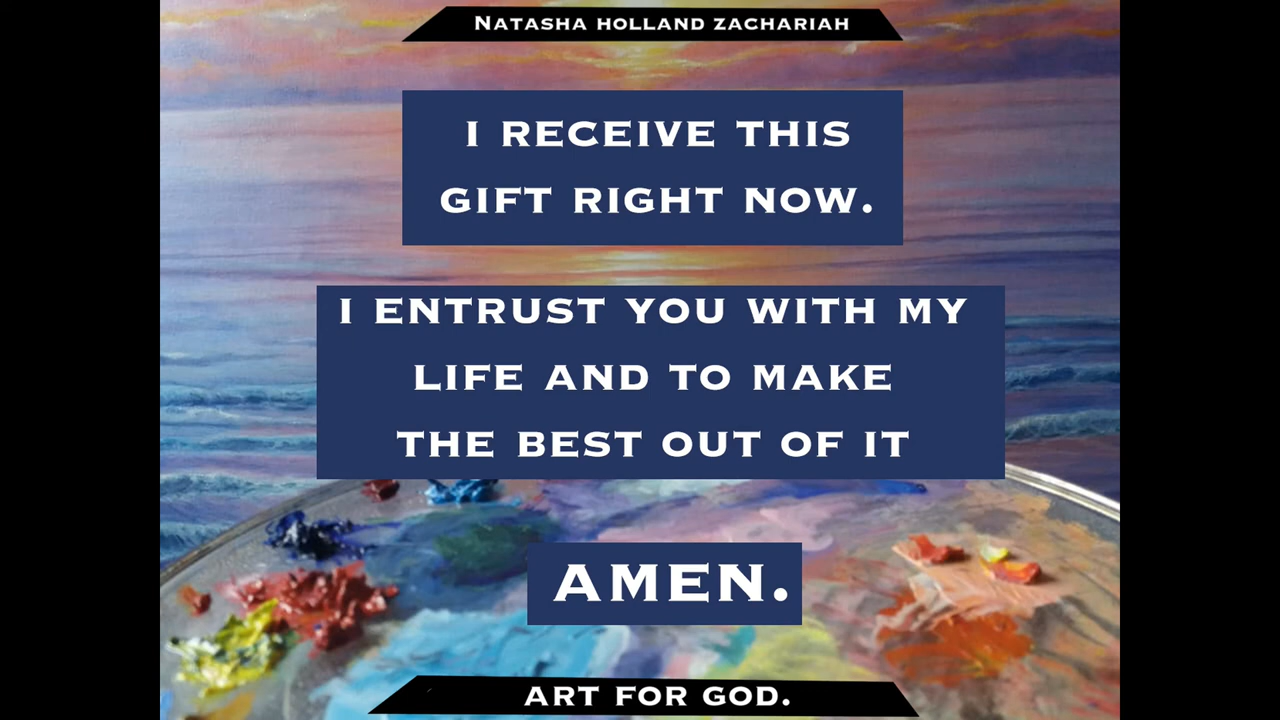 NATASHA HOLLAND ZACHARIAH
I RECEIVE THIS
GIFT RIGHT NOW.
I ENTRUST YOU WITH MY
LIFE AND TO MAKE
THE BEST OUT OF IT
AMEN.
ART FOR GOD.